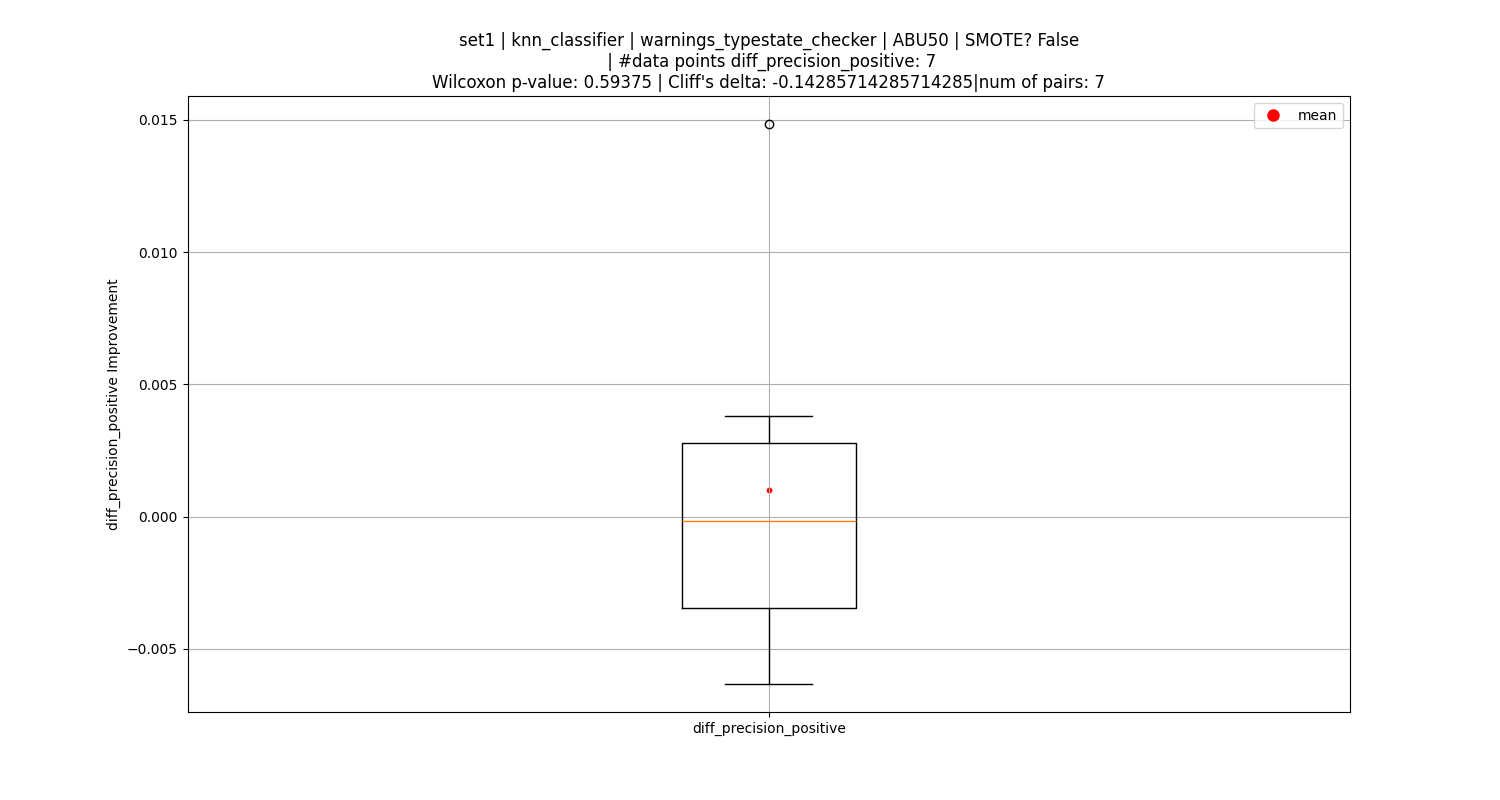 set1 | knn_classifier | warnings_typestate_checker | ABU50 | SMOTE? False
| #data points diff_precision_positive: 7
Wilcoxon p-value: 0.59375 | Cliff's delta: -0.14285714285714285|num of pairs: 7
mean
0.015
0.010
0.005
0.000
−0.005
diff_precision_positive Improvement
diff_precision_positive